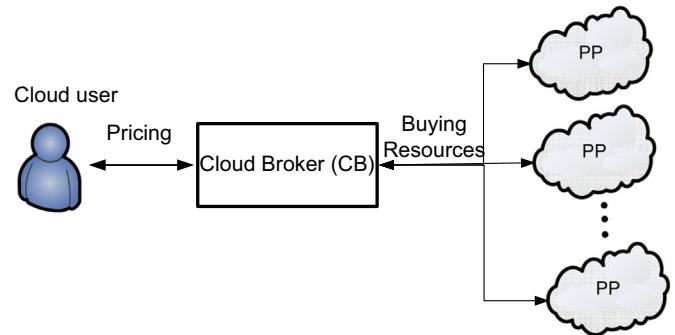 Cloud user
Pricing
Cloud Broker (CB)
Buying
Resources
PP
PP
PP